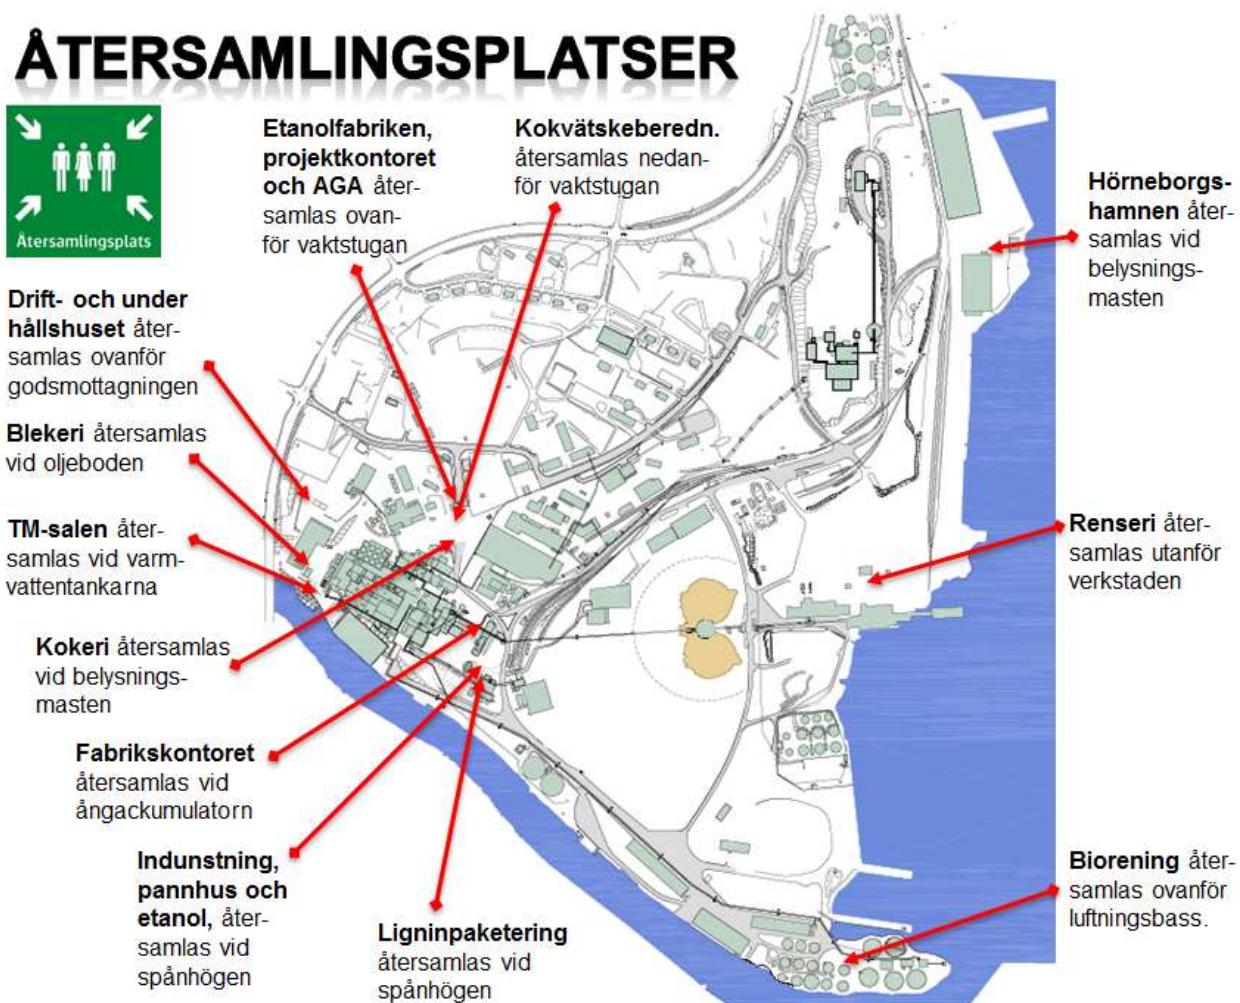 ÅTERSAMLINGSPLATSER
Återsamlingsplats
Etanolfabriken,
projektkontoret
och AGA åter-
samlas ovan-
för vaktstugan
Kokvätskeberedn.
återsamlas nedan-
för vaktstugan
Hörneborgs-
hamnen åter-
samlas vid
belysnings-
masten
Drift- och under
hållshuset åter-
samlas ovanför
godsmottagningen
Blekeri återsamlas
vid oljeboden
TM-salen åter-
samlas vid varm-
vattentankarna
Renseri åter-
samlas utanför
verkstaden
Kokeri återsamlas
vid belysnings-
masten
Fabrikskontoret
återsamlas vid
ångackumulatorn
Indunstning,
pannhus och
etanol, åter-
samlas vid
spånhögen
Ligninpaketering
återsamlas vid
spånhögen
Biorening åter-
samlas ovanför
luftningsbass.